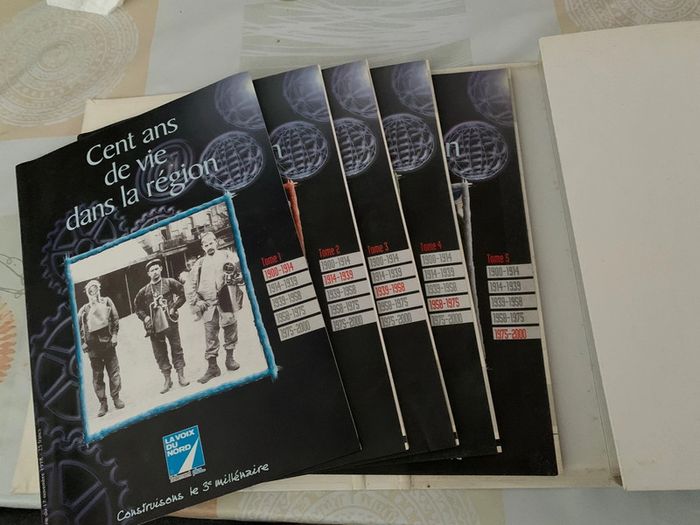 Cent ans
de vie
dans la région
Tome 1
1900-1914
1914-1939
1939-1958
1958-1975
1975-2000
Tome 2
1900-1914
1914-1939
1939-1958
1958-1975
1975-2000
Tome 3
1900-1914
1914-1939
1939-1958
1958-1975
1975-2000
Tome 4
1900-1914
1914-1939
1939-1958
1958-1975
1975-2000
Tome 5
1900-1914
1914-1939
1939-1958
1958-1975
1975-2000
LA VOIX
DU
NORD
Construisons le 3e millénaire